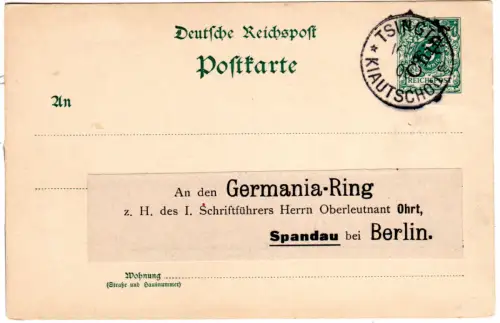 Deutsche Reichspost
Postkarte
TSINGTAU
KIAUTSCHOU
China
REICHSPOST
An
An den Germania-Ring
z. H. des I. Schriftführers Herrn Oberleutnant Ohrt,
Spandau bei Berlin.
Wohnung
(Straße und Hausnummer)